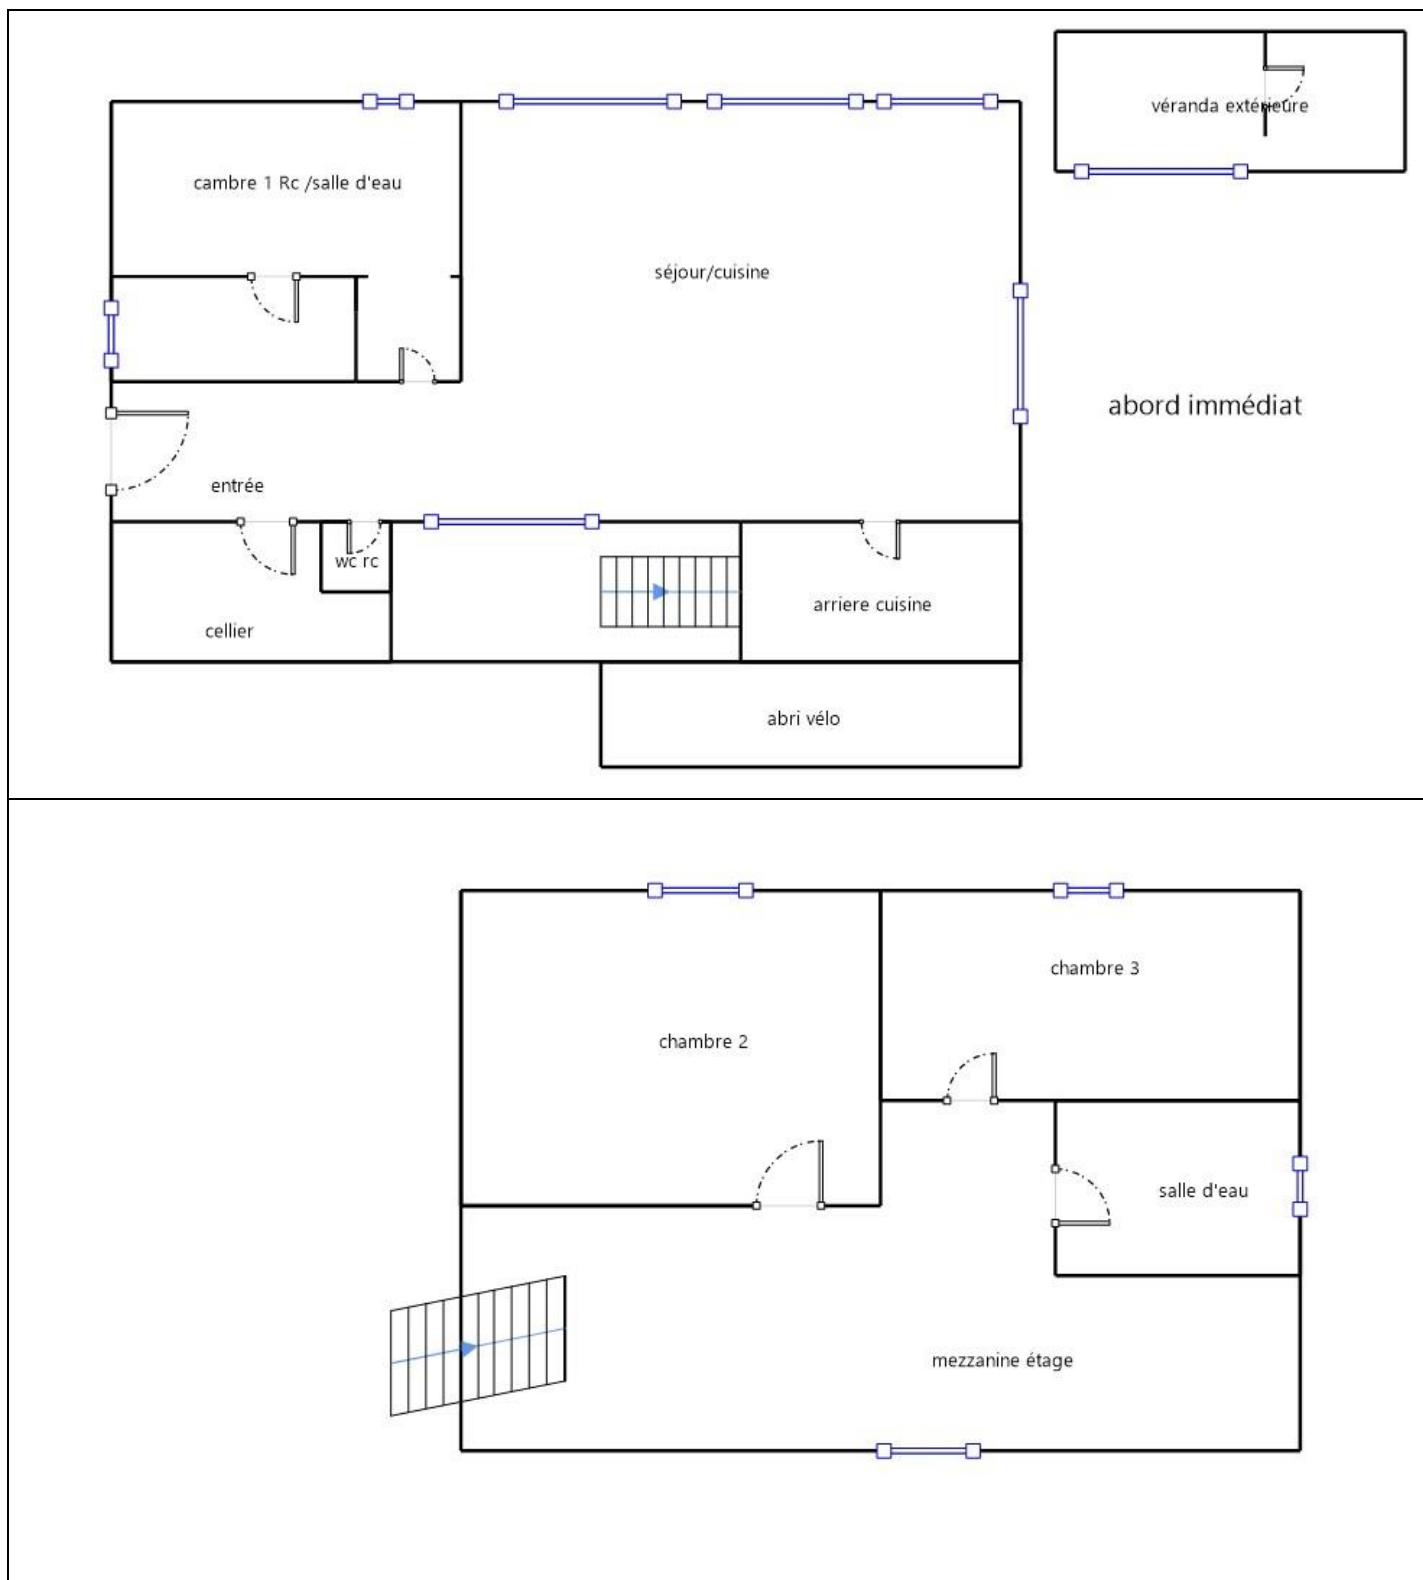 véranda extérieure
cambre 1 Rc /salle d'eau
séjour/cuisine
abord immédiat
entrée
wc rc
arriere cuisine
cellier
abri vélo
chambre 3
chambre 2
salle d'eau
mezzanine étage